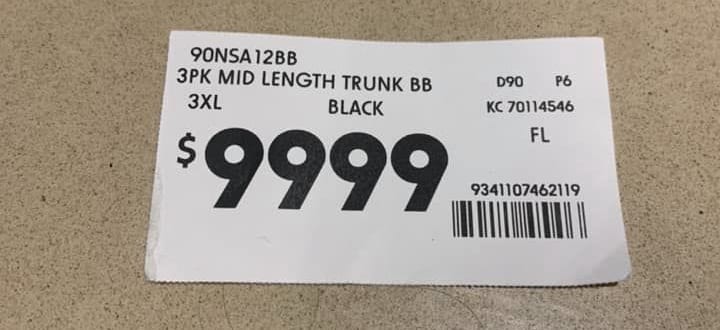 90NSA12BB
3PK MID LENGTH TRUNK BB
3XL BLACK
D90 P6
KC 70114546
FL
$9999
9341107462119